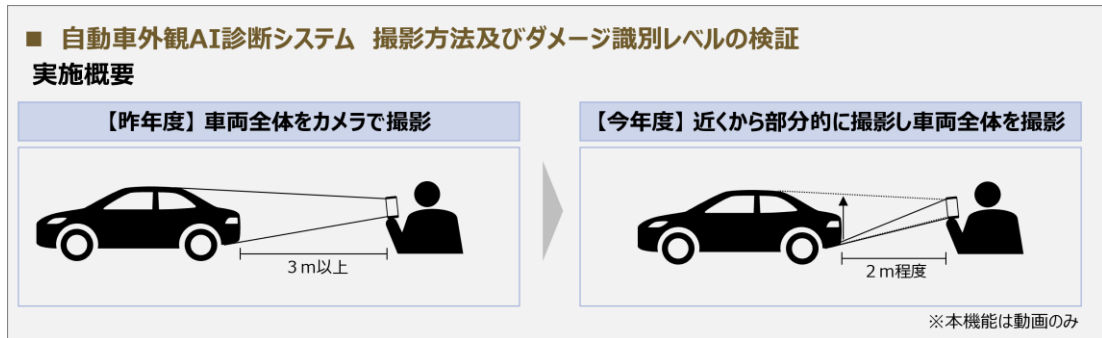 ■ 自動車外観AI診断システム 撮影方法及びダメージ識別レベルの検証
実施概要
【昨年度】車両全体をカメラで撮影
【今年度】近くから部分的に撮影し車両全体を撮影
3m以上
2m程度
※本機能は動画のみ